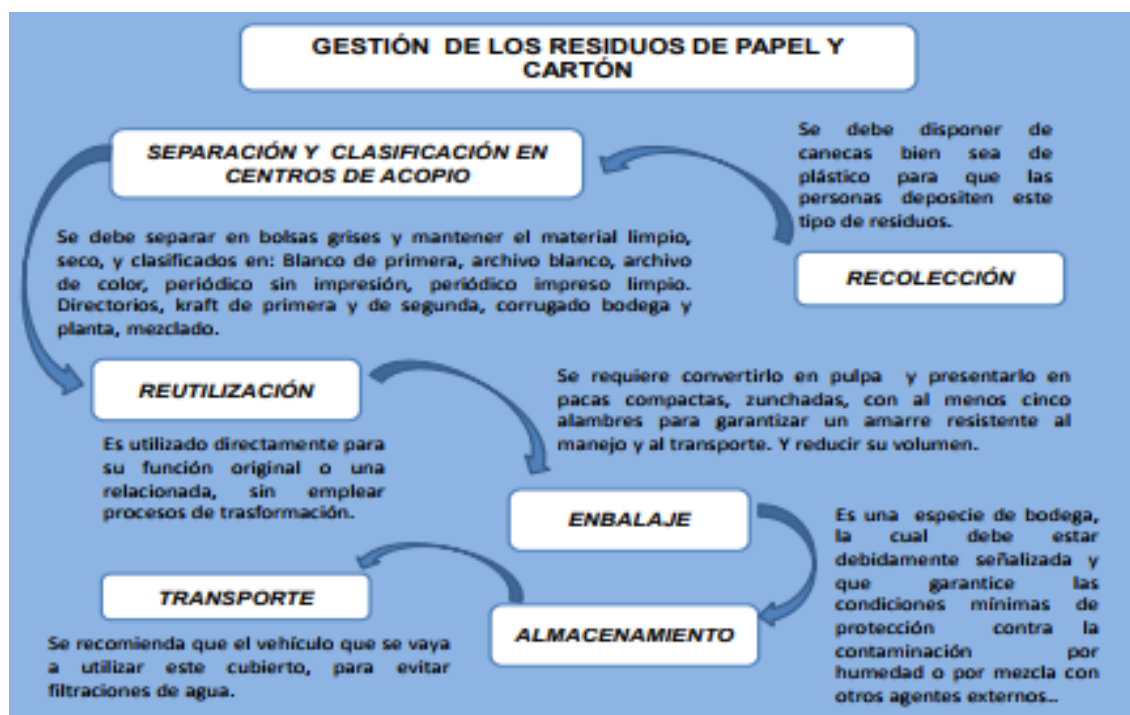 GESTIÓN DE LOS RESIDUOS DE PAPEL Y
CARTÓN
Se debe disponer de
canecas bien sea de
plástico para que las
personas depositen este
tipo de residuos.
RECOLECCIÓN
SEPARACIÓN Y CLASIFICACIÓN EN
CENTROS DE ACOPIO
Se debe separar en bolsas grises y mantener el material limpio,
seco, y clasificados en: Blanco de primera, archivo blanco, archivo
de color, periódico sin impresión, periódico impreso limpio.
Directorios, kraft de primera y de segunda, corrugado bodega y
planta, mezclado.
REUTILIZACIÓN
Es utilizado directamente para
su función original o una
relacionada, sin emplear
procesos de trasformación.
Se requiere convertirlo en pulpa y presentarlo en
pacas compactas, zunchadas, con al menos cinco
alambres para garantizar un amarre resistente al
manejo y al transporte. Y reducir su volumen.
ENBALAJE
Es una especie de bodega,
la cual debe estar
debidamente señalizada y
que garantice las
condiciones mínimas de
protección contra la
contaminación por
humedad o por mezcla con
otros agentes externos...
ALMACENAMIENTO
TRANSPORTE
Se recomienda que el vehículo que se vaya
a utilizar este cubierto, para evitar
filtraciones de agua.